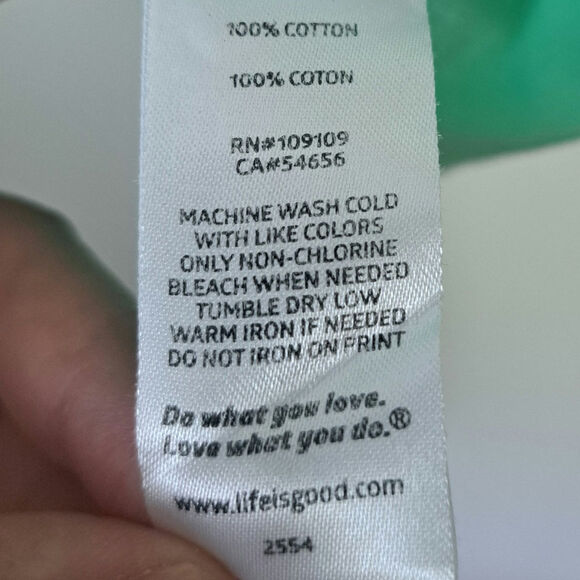 100% COTTON
100% COTON
RN#109109
CA#54656
MACHINE WASH COLD
WITH LIKE COLORS
ONLY NON-CHLORINE
BLEACH WHEN NEEDED
TUMBLE DRY LOW
WARM IRON IF NEEDED
DO NOT IRON ON PRINT
Do what you love.
Love what you do.®
www.lifeisgood.com
2554